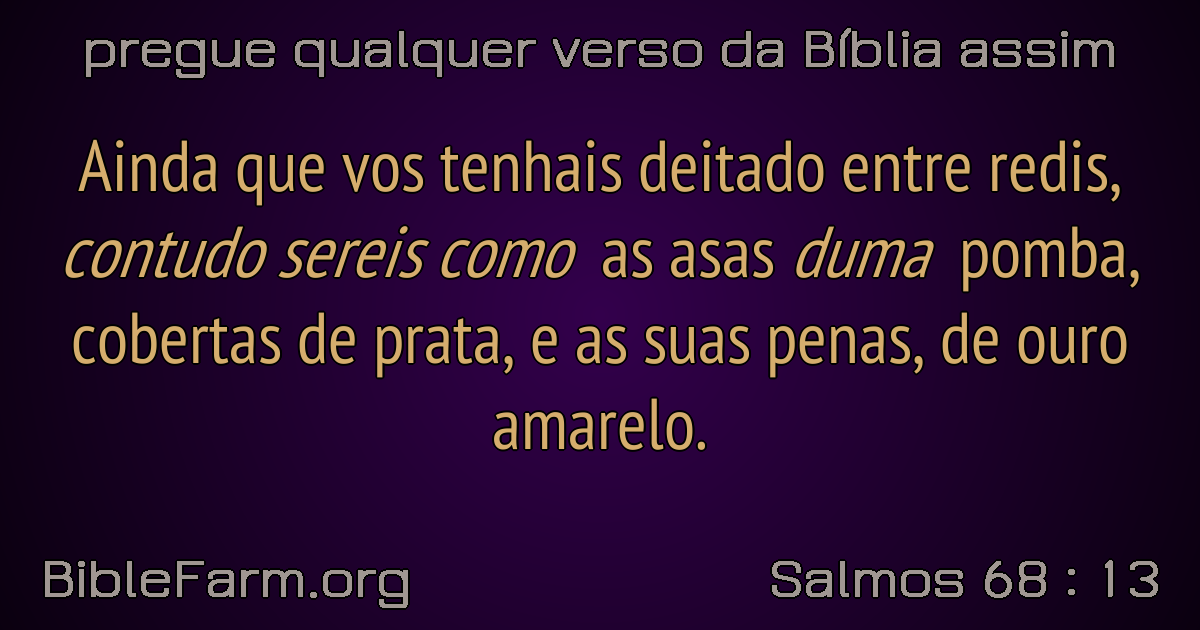 pregue qualquer verso da Bíblia assim
Ainda que vos tenhais deitado entre redis,
contudo sereis como as asas duma pomba,
cobertas de prata, e as suas penas, de ouro
amarelo.
BibleFarm.org
Salmos 68 : 13